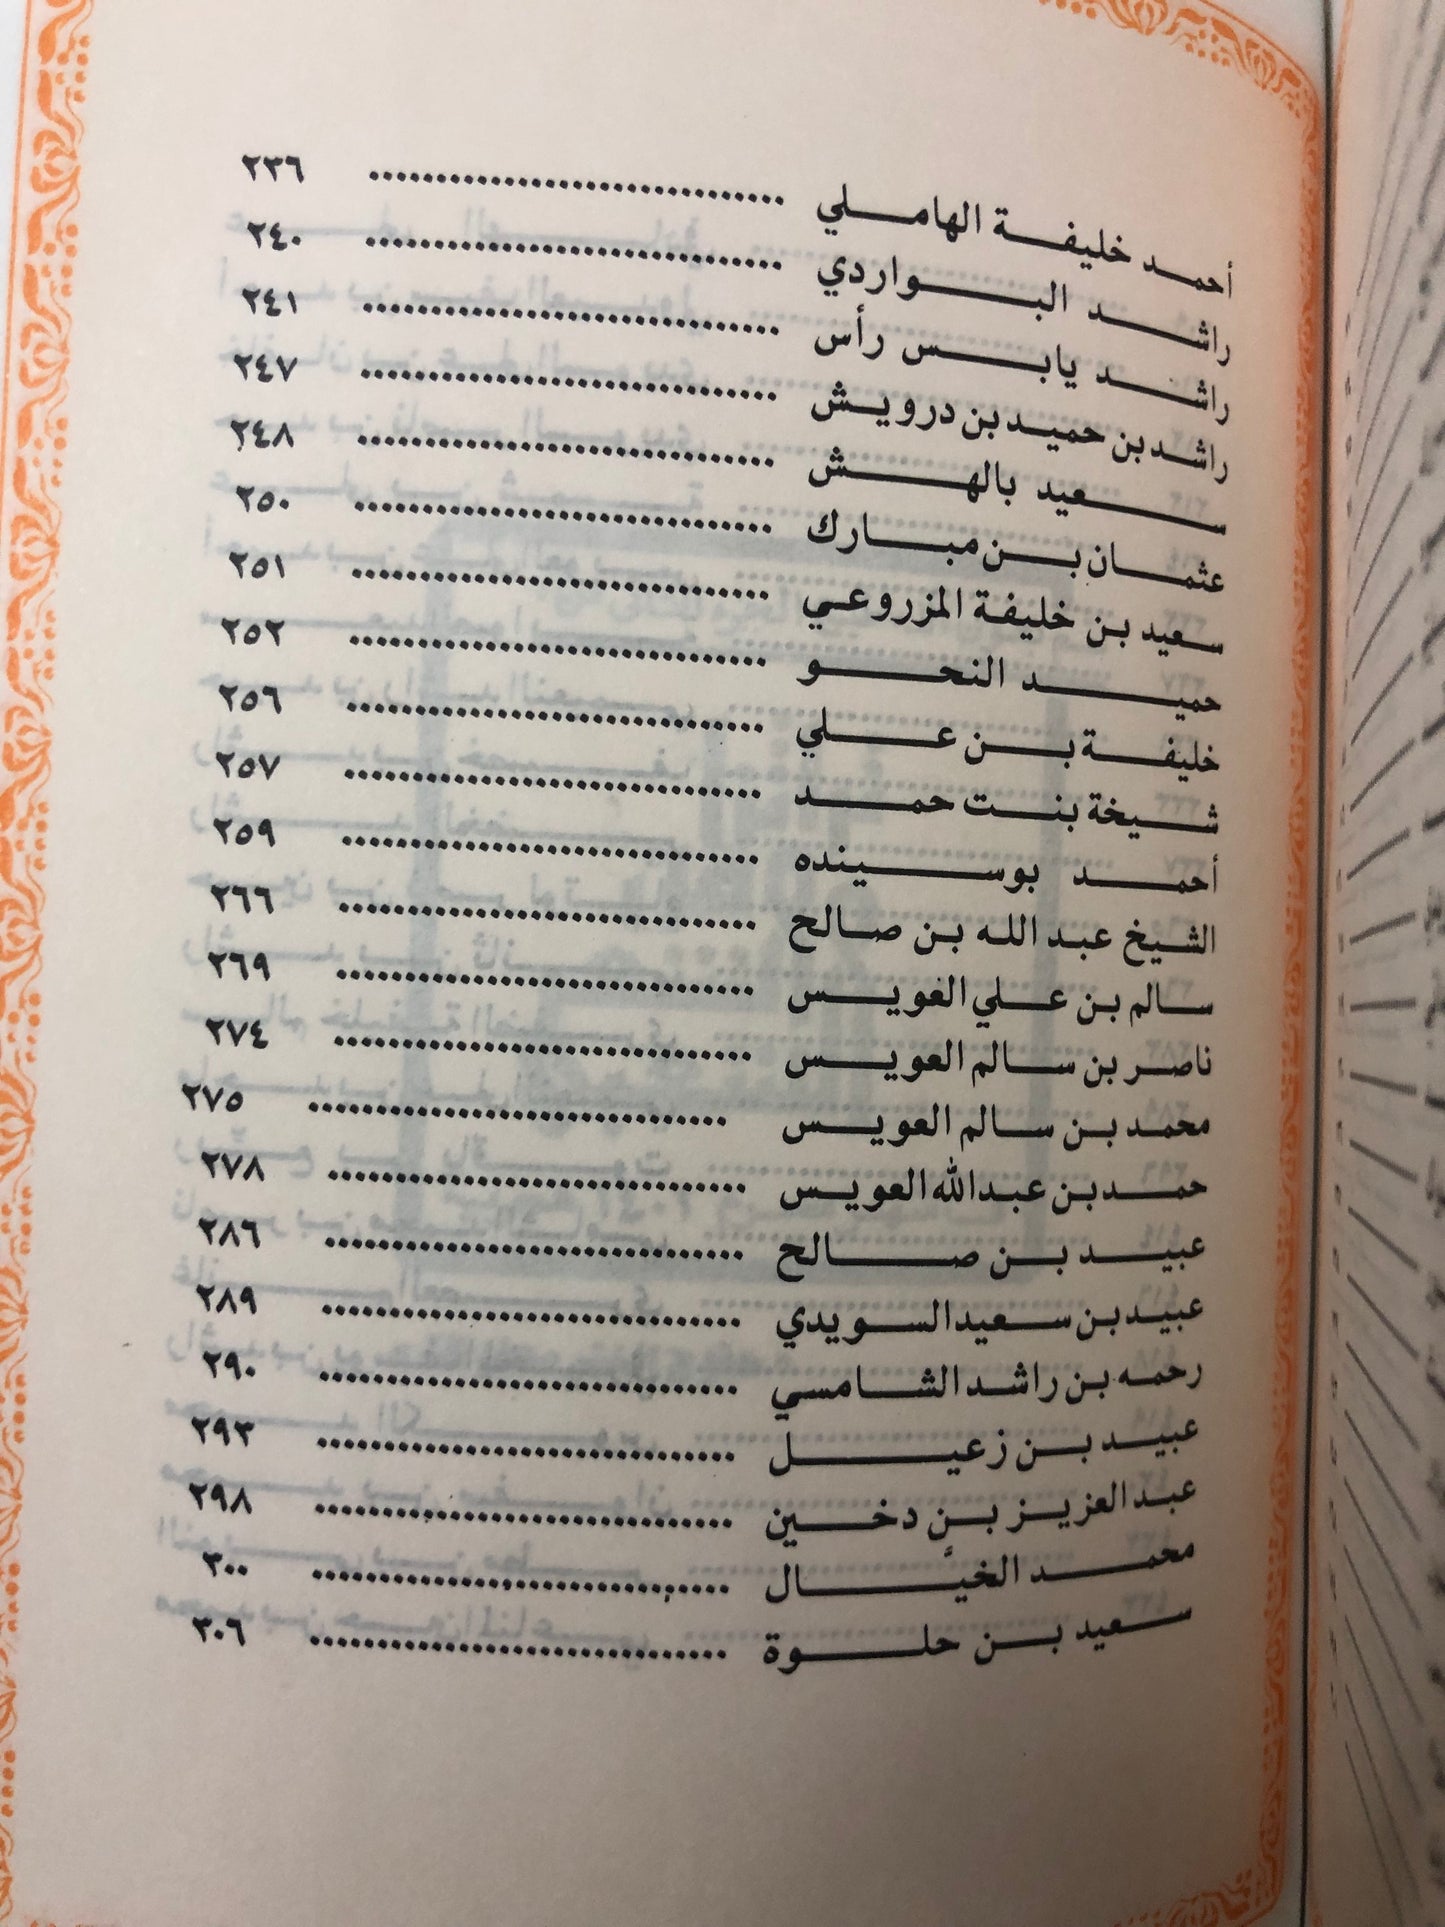 أحمد خليفة الهاملي .............................. ٢٣٦
راشد البواردي .............................. ٢٤٠
راشد يابس رأس .............................. ٢٤١
راشد بن حميد بن درويش .............................. ٢٤٧
سعيد بالهش .............................. ٢٤٨
عثمان بن مبارك .............................. ٢٥٠
سعيد بن خليفة المزروعي .............................. ٢٥١
حميد النحو .............................. ٢٥٢
خليفة بن علي .............................. ٢٥٦
شيخة بنت حمد .............................. ٢٥٧
أحمد بوسينده .............................. ٢٥٩
الشيخ عبد الله بن صالح .............................. ٢٦٦
سالم بن علي العويس .............................. ٢٦٩
ناصر بن سالم العويس .............................. ٢٧٤
محمد بن سالم العويس .............................. ٢٧٥
حمد بن عبدالله العويس .............................. ٢٧٨
عبيد بن صالح .............................. ٢٨٦
عبيد بن سعيد السويدي .............................. ٢٨٩
رحمه بن راشد الشامسي .............................. ٢٩٠
عبيد بن زعيل .............................. ٢٩٣
عبد العزيز بن دخين .............................. ٢٩٨
محمد الخيَّال .............................. ٣٠٠
سعيد بن حلوة .............................. ٣٠٦